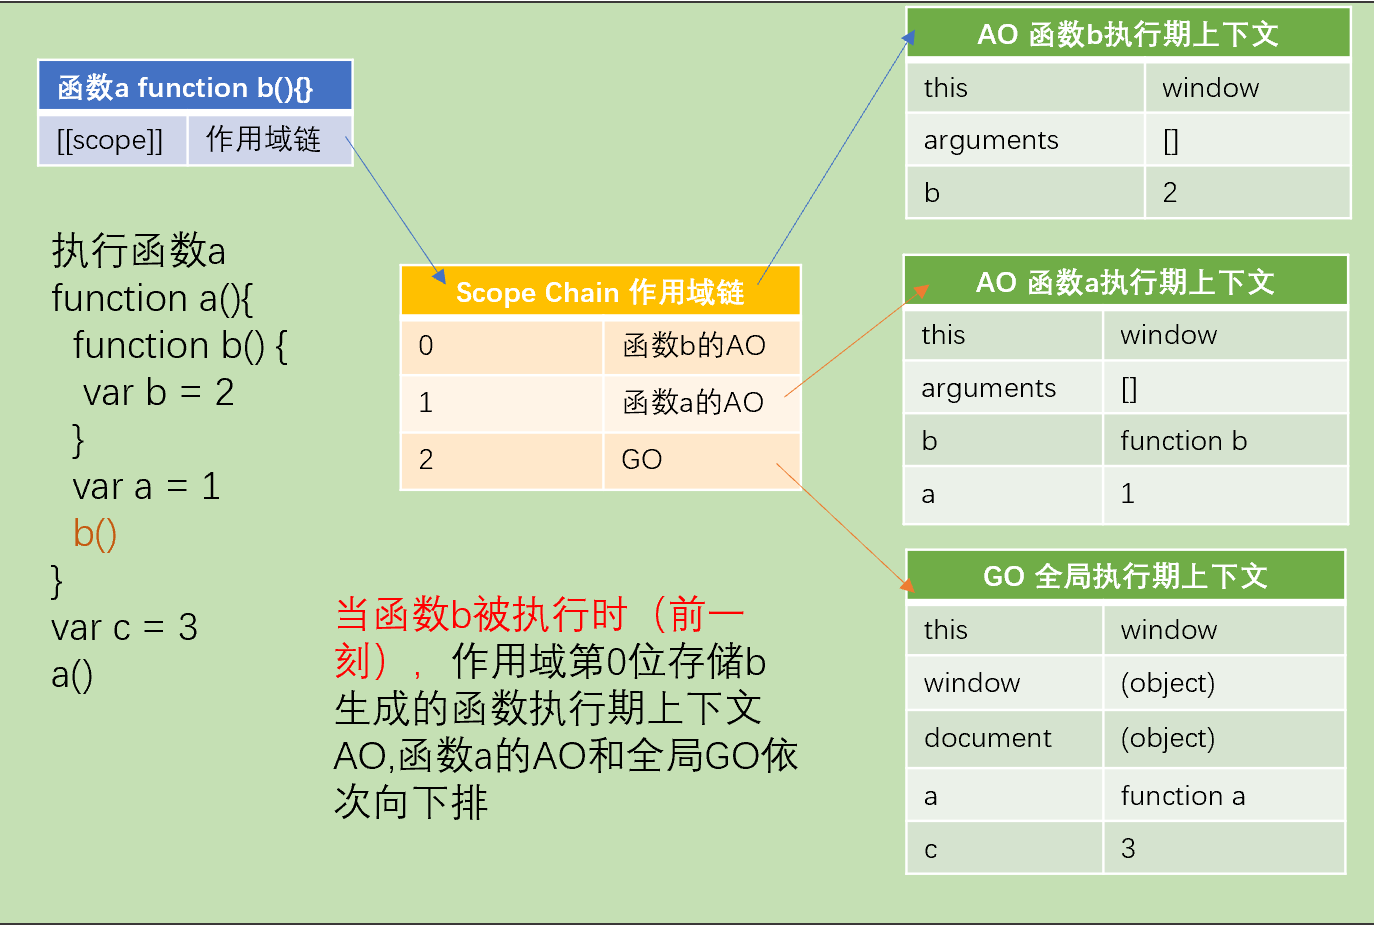 函数a function b(){}
[[scope]] 作用域链
执行函数a
function a(){
function b() {
var b = 2
}
var a = 1
b()
}
var c = 3
a()
Scope Chain 作用域链
0 函数b的AO
1 函数a的AO
2 GO
当函数b被执行时（前一
刻），作用域第0位存储b
生成的函数执行期上下文
AO,函数a的AO和全局GO依
次向下排
AO 函数b执行期上下文
this window
arguments []
b 2
AO 函数a执行期上下文
this window
arguments []
b function b
a 1
GO 全局执行期上下文
this window
window (object)
document (object)
a function a
c 3